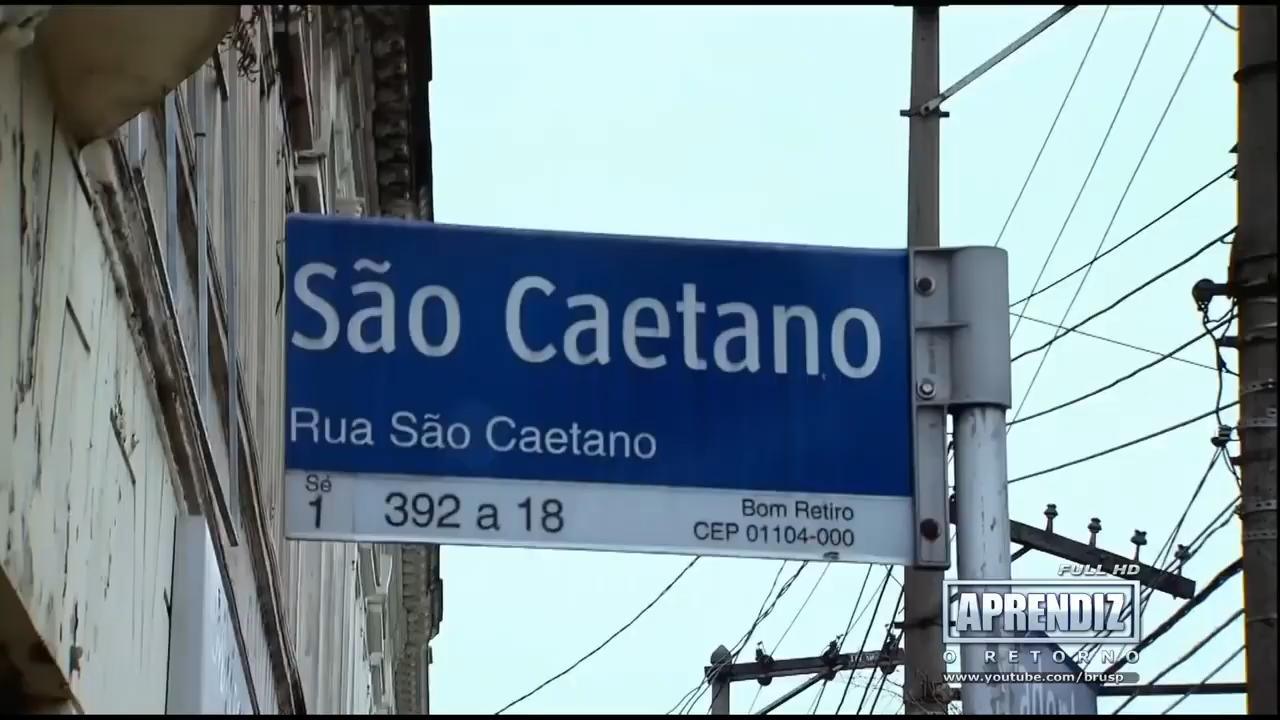 São Caetano
Rua São Caetano
Sé
1
392 a 18
Bom Retiro
CEP 01104-000
FULL HD
APRENDIZ
O RETORNO
www.youtube.com/brusp